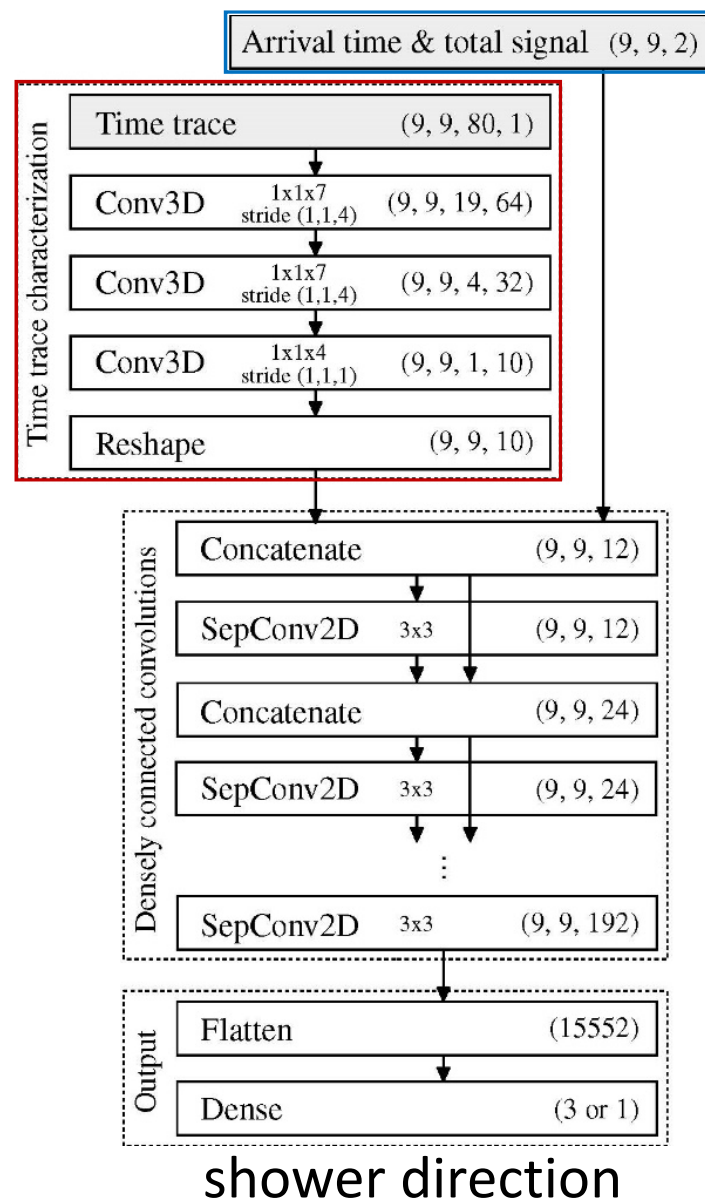 Arrival time & total signal (9, 9, 2)
Time trace characterization
Time trace (9, 9, 80, 1)
Conv3D 1x1x7 stride (1,1,4) (9, 9, 19, 64)
Conv3D 1x1x7 stride (1,1,4) (9, 9, 4, 32)
Conv3D 1x1x4 stride (1,1,1) (9, 9, 1, 10)
Reshape (9, 9, 10)
Densely connected convolutions
Concatenate (9, 9, 12)
SepConv2D 3x3 (9, 9, 12)
Concatenate (9, 9, 24)
SepConv2D 3x3 (9, 9, 24)
⋮
SepConv2D 3x3 (9, 9, 192)
Output
Flatten (15552)
Dense (3 or 1)
shower direction